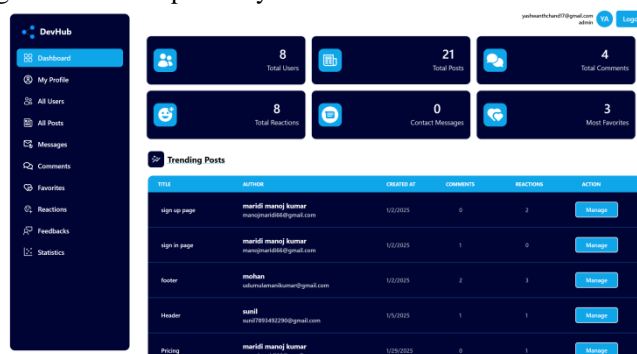 yashwanthchand17@gmail.com
admin
YA
Logo
DevHub
Dashboard
My Profile
All Users
All Posts
Messages
Comments
Favorites
Reactions
Feedbacks
Statistics
8
Total Users
21
Total Posts
4
Total Comments
8
Total Reactions
0
Contact Messages
3
Most Favorites
Trending Posts
TITLE AUTHOR CREATED AT COMMENTS REACTIONS ACTION
sign up page maridi manoj kumar 1/2/2025 0 2 Manage
manojmaridi66@gmail.com
sign in page maridi manoj kumar 1/2/2025 1 0 Manage
manojmaridi66@gmail.com
footer mohan 1/2/2025 2 3 Manage
udumulamanikumar@gmail.com
Header sunil 1/5/2025 1 1 Manage
sunil7893492290@gmail.com
Pricing maridi manoj kumar 1/29/2025 0 1 Manage